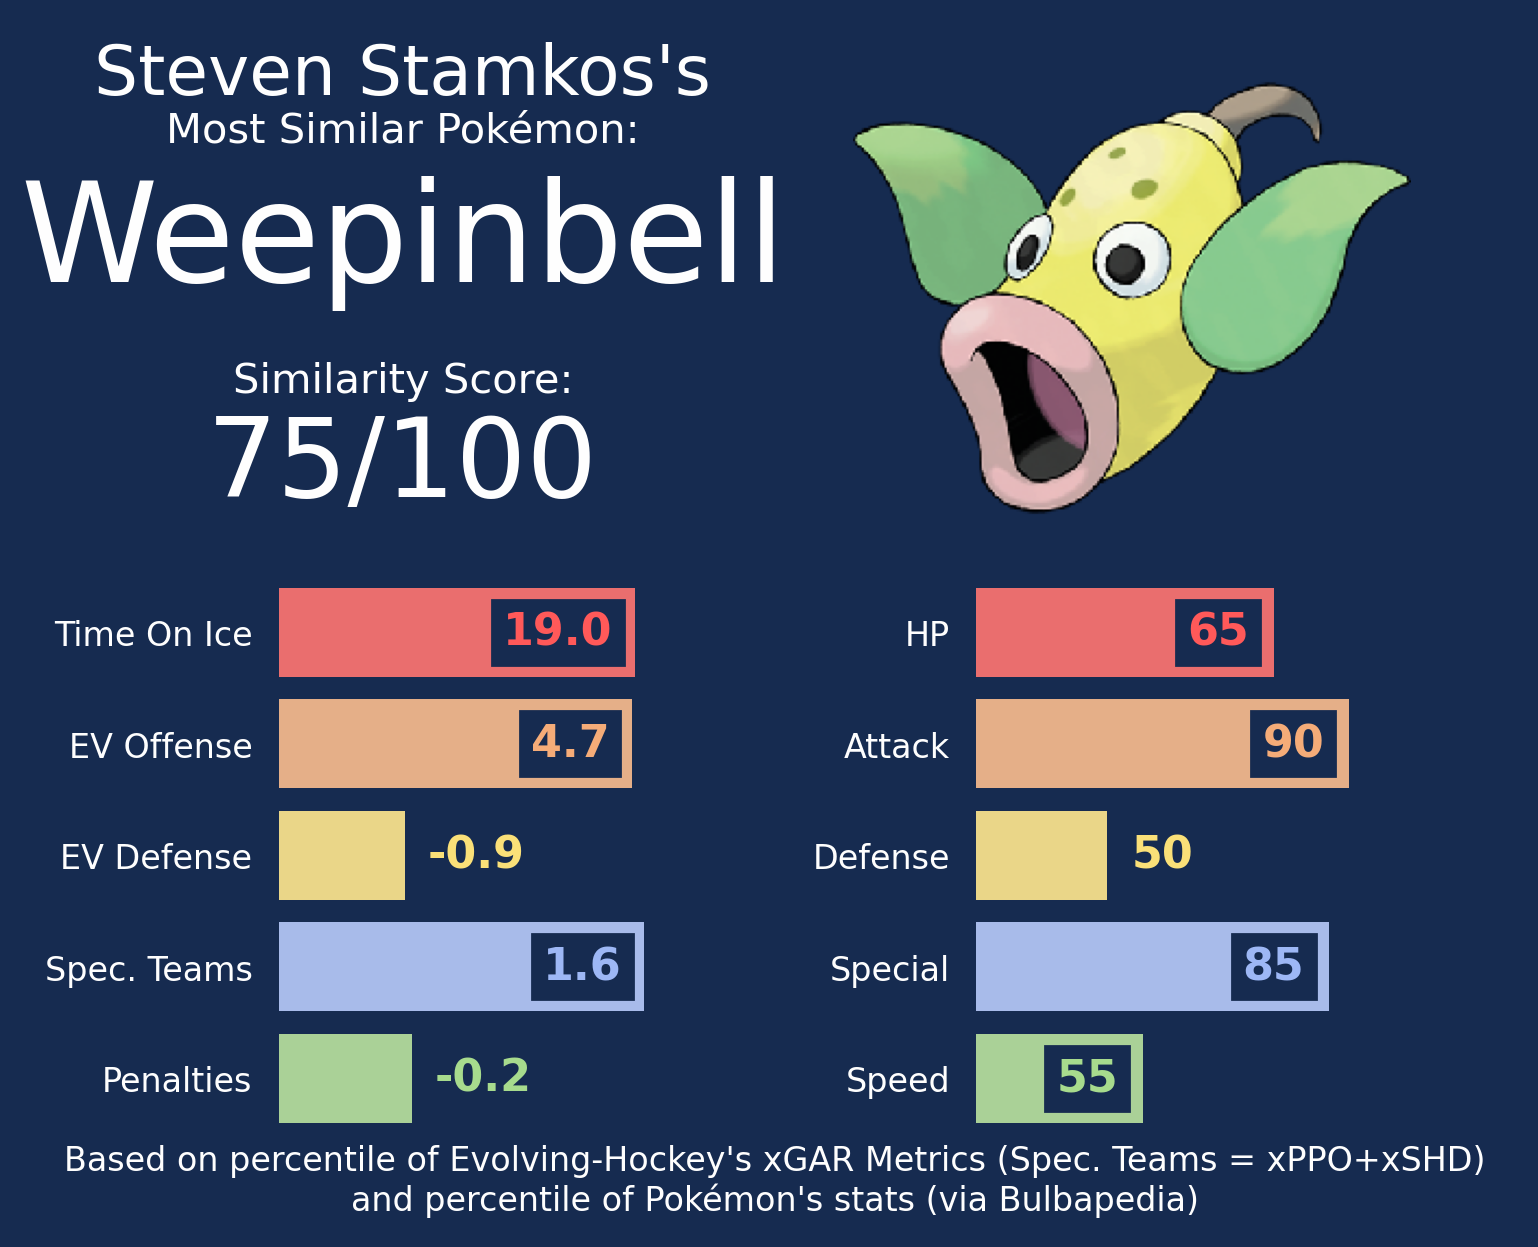 Steven Stamkos's
Most Similar Pokémon:
Weepinbell
Similarity Score:
75/100
Time On Ice 19.0
EV Offense 4.7
EV Defense -0.9
Spec. Teams 1.6
Penalties -0.2
HP 65
Attack 90
Defense 50
Special 85
Speed 55
Based on percentile of Evolving-Hockey's xGAR Metrics (Spec. Teams = xPPO+xSHD)
and percentile of Pokémon's stats (via Bulbapedia)